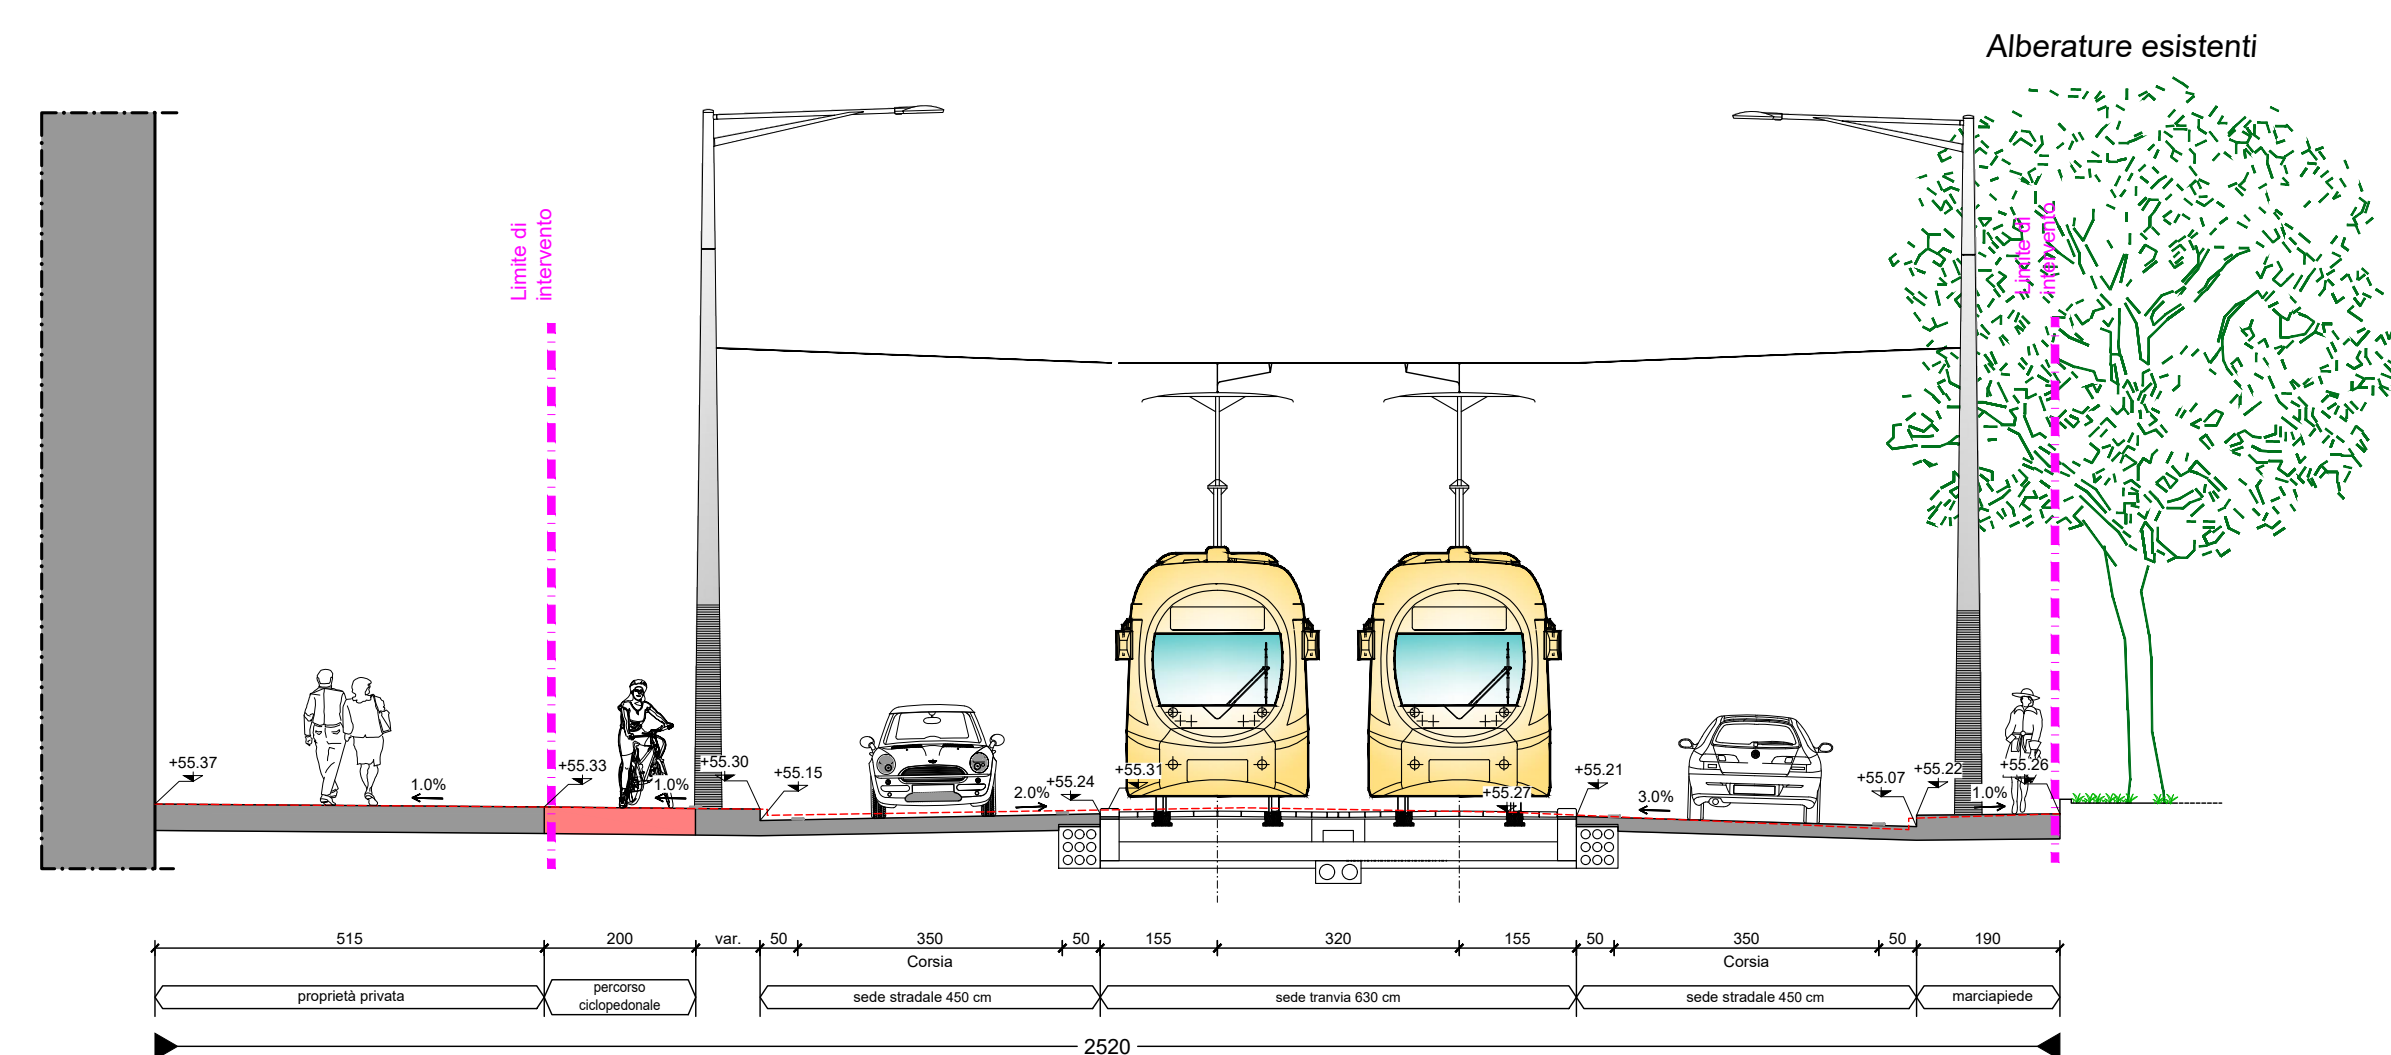 Alberature esistenti
Limite di
intervento
Limite di
intervento
+55.37
1.0%
+55.33
1.0%
+55.30
+55.15
2.0%
+55.24
+55.31
+55.27
+55.21
3.0%
+55.07
+55.22
1.0%
+55.26
515
200
var.
50
350
50
155
320
155
50
350
50
190
Corsia
Corsia
proprietà privata
percorso
ciclopedonale
sede stradale 450 cm
sede tranvia 630 cm
sede stradale 450 cm
marciapiede
2520